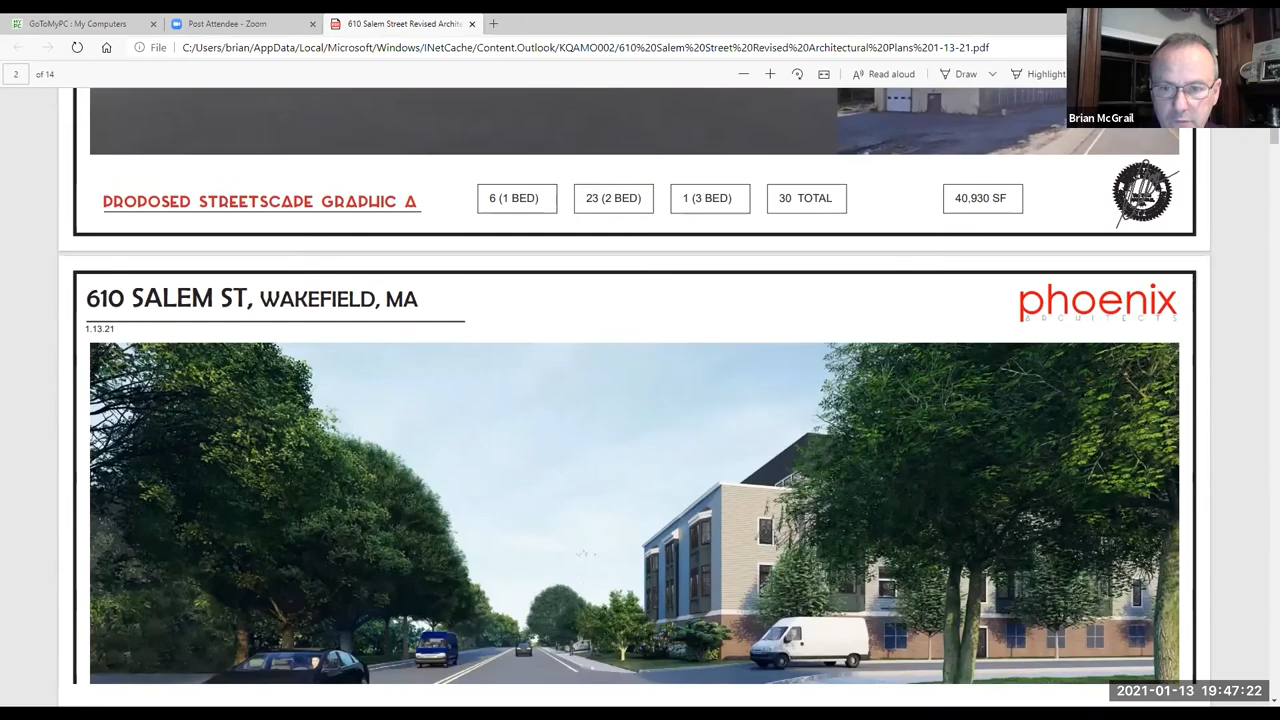 GoToMyPC : My Computers
Post Attendee - Zoom
610 Salem Street Revised Archite
File
C:/Users/brian/AppData/Local/Microsoft/Windows/INetCache/Content.Outlook/KQAMO002/610%20Salem%20Street%20Revised%20Architectural%20Plans%201-13-21.pdf
2 of 14
Read aloud
Draw
Highlight
Brian McGrail
PROPOSED STREETSCAPE GRAPHIC A
6 (1 BED)
23 (2 BED)
1 (3 BED)
30 TOTAL
40,930 SF
610 SALEM ST, WAKEFIELD, MA
1.13.21
phoenix
ARCHITECTS
2021-01-13 19:47:22